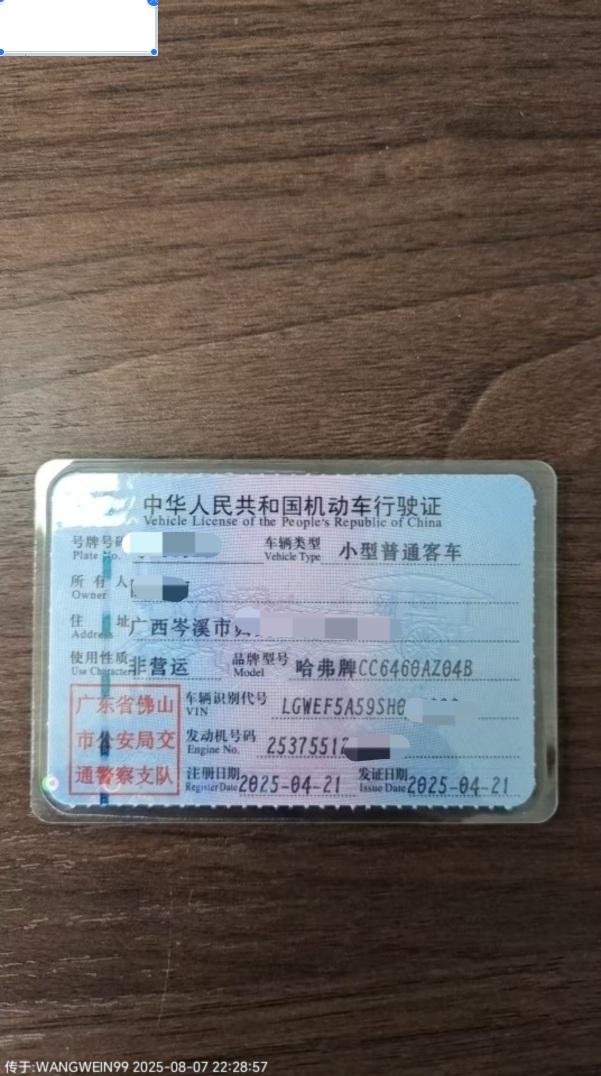 中华人民共和国机动车行驶证
Vehicle License of the People's Republic of China
号牌号码 车辆类型 小型普通客车
Plate No. Vehicle Type
所有人
Owner
住址 广西岑溪市
Address
使用性质 非营运 品牌型号 哈弗牌CC6460AZ04B
Use Character Model
广东省佛山
市公安局交
通警察支队
车辆识别代号 LGWEF5A59SH0
VIN
发动机号码 25375512
Engine No.
注册日期 2025-04-21 发证日期 2025-04-21
Register Date Issue Date
传于:WANGWEIN99 2025-08-07 22:28:57